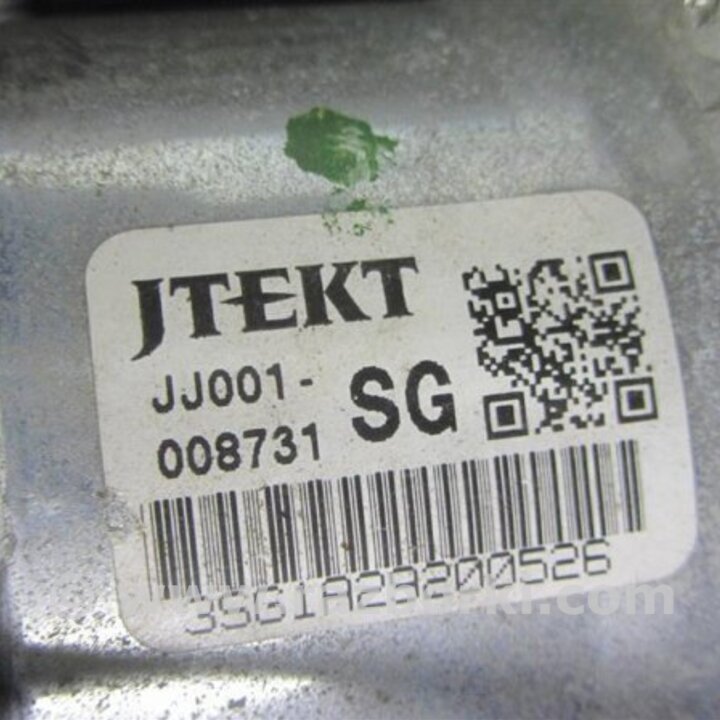 JTEKT
JJ001-
008731
SG
3SG1A28200526